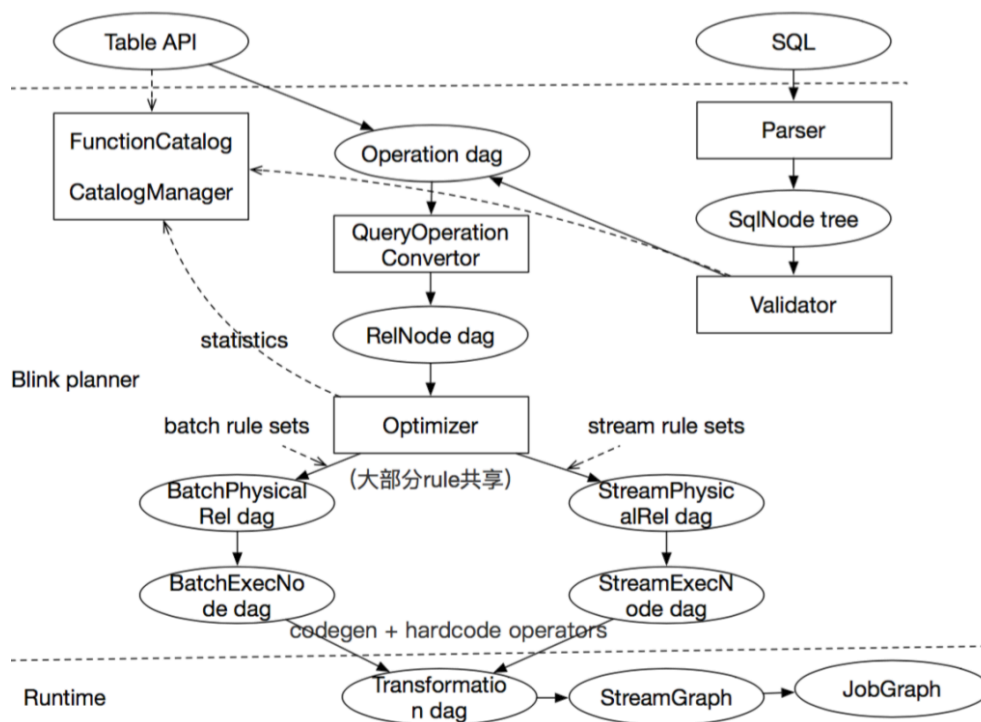 Table API
SQL
FunctionCatalog
CatalogManager
Operation dag
Parser
SqlNode tree
QueryOperation
Convertor
Validator
RelNode dag
statistics
Blink planner
Optimizer
batch rule sets
stream rule sets
(大部分rule共享)
BatchPhysical
Rel dag
StreamPhysic
alRel dag
BatchExecNo
de dag
StreamExecN
ode dag
codegen + hardcode operators
Runtime
Transformatio
n dag
StreamGraph
JobGraph